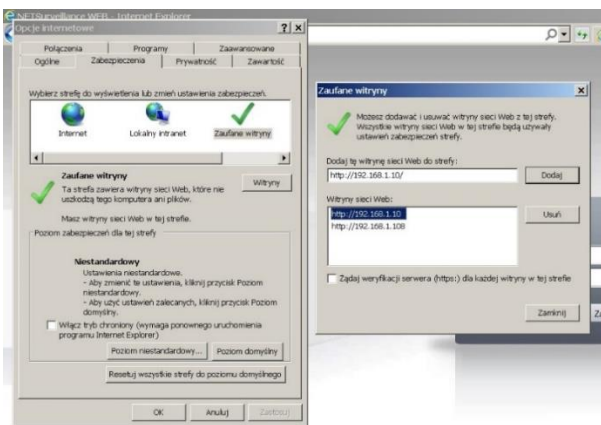 NETSurveillance WEB - Internet Explorer
Opcje internetowe
Połączenia
Programy
Zaawansowane
Ogólne
Zabezpieczenia
Prywatność
Zawartość
Wybierz strefę do wyświetlenia lub zmień ustawienia zabezpieczeń.
Internet
Lokalny intranet
Zaufane witryny
Zaufane witryny
Ta strefa zawiera witryny sieci Web, które nie
uszkodzą tego komputera ani plików.
Masz witryny sieci Web w tej strefie.
Witryny
Poziom zabezpieczeń dla tej strefy
Niestandardowy
Ustawienia niestandardowe.
- Aby zmienić te ustawienia, kliknij przycisk Poziom
niestandardowy.
- Aby użyć ustawień zalecanych, kliknij przycisk Poziom
domyślny.
Włącz tryb chroniony (wymaga ponownego uruchomienia
programu Internet Explorer)
Poziom niestandardowy...
Poziom domyślny
Resetuj wszystkie strefy do poziomu domyślnego
OK
Anuluj
Zastosuj
Zaufane witryny
Możesz dodawać i usuwać witryny sieci Web z tej strefy.
Wszystkie witryny sieci Web w tej strefie będą używały
ustawień zabezpieczeń strefy.
Dodaj tę witrynę sieci Web do strefy:
http://192.168.1.10/
Dodaj
Witryny sieci Web:
http://192.168.1.10
http://192.168.1.108
Usuń
Żądaj weryfikacji serwera (https:) dla każdej witryny w tej strefie
Zamknij